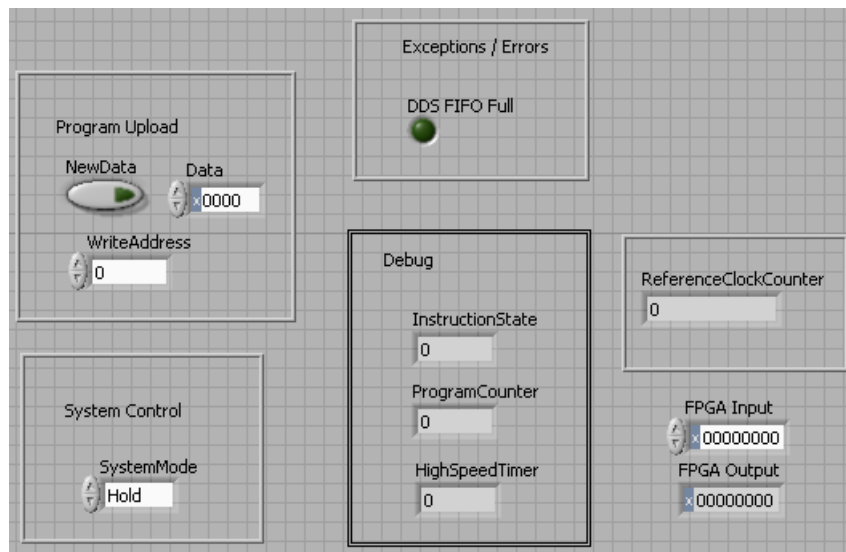 Exceptions / Errors
DDS FIFO Full
Program Upload
NewData
Data
x0000
WriteAddress
0
Debug
InstructionState
0
ProgramCounter
0
HighSpeedTimer
0
ReferenceClockCounter
0
System Control
SystemMode
Hold
FPGA Input
x00000000
FPGA Output
x00000000